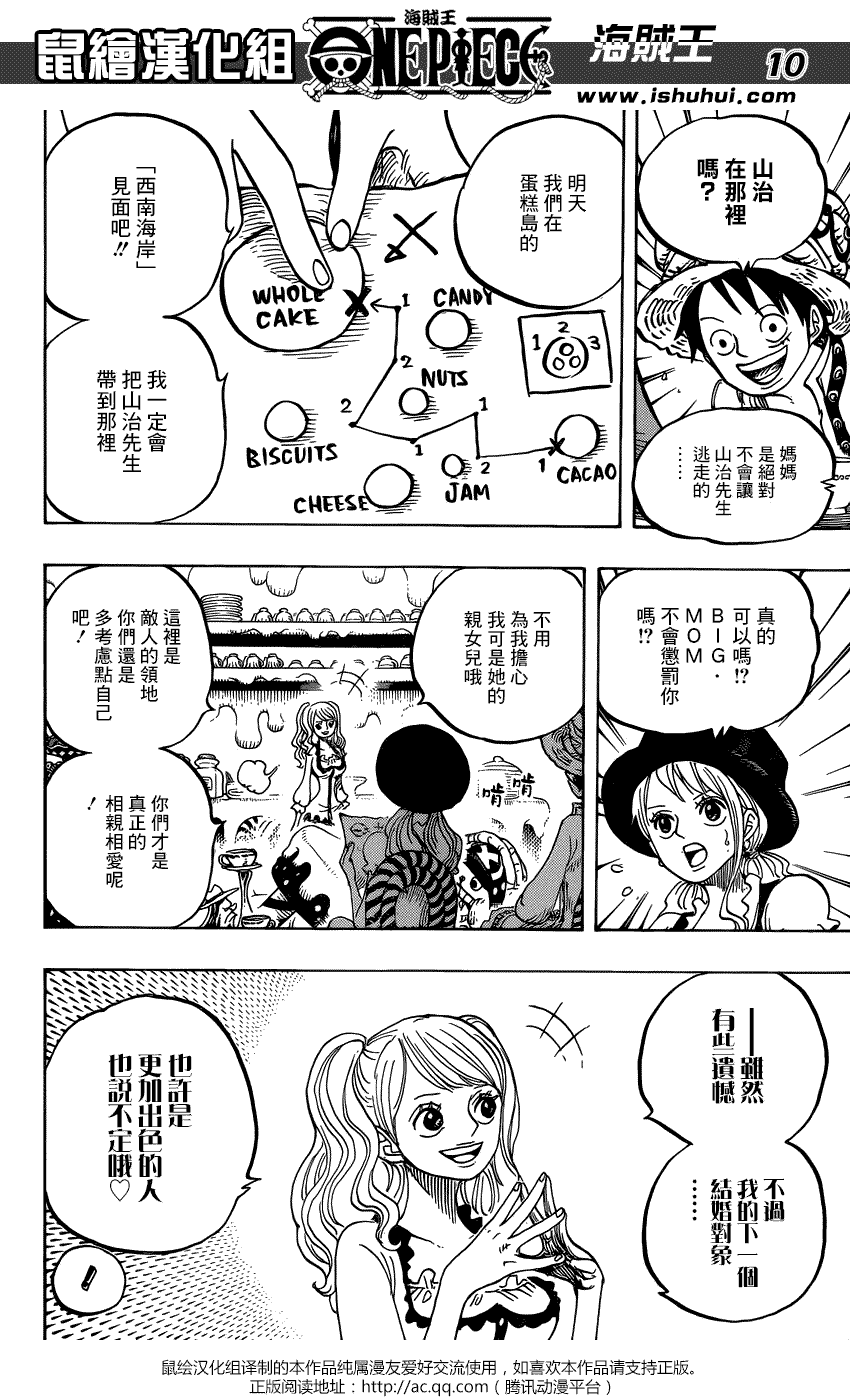 鼠繪漢化組
海賊王
ONE PIECE
海賊王
10
www.ishuhui.com
山治
在那裡
嗎?
媽媽
是絕對
不會讓
山治先生
逃走的
……
明天
我們在
蛋糕島的
「西南海岸」
見面吧!!
我一定會
把山治先生
帶到那裡
WHOLE
CAKE
CANDY
NUTS
BISCUITS
CHEESE
JAM
CACAO
1
2
3
1
2
2
1
1
2
1
真的
可以嗎!?
BIG·
MOM
不會懲罰你
嗎!?
不用
為我擔心
我可是她的
親女兒哦
啃
啃
這裡是
敵人的領地
你們還是
多考慮點自己
吧!
你們才是
真正的
相親相愛呢
!
——雖然
有些遺憾
不過
我的下一個
結婚對象
……
也許是
更加出色的人
也說不定哦♡
!
鼠绘汉化组译制的本作品纯属漫友爱好交流使用，如喜欢本作品请支持正版。
正版阅读地址：http://ac.qq.com（腾讯动漫平台）